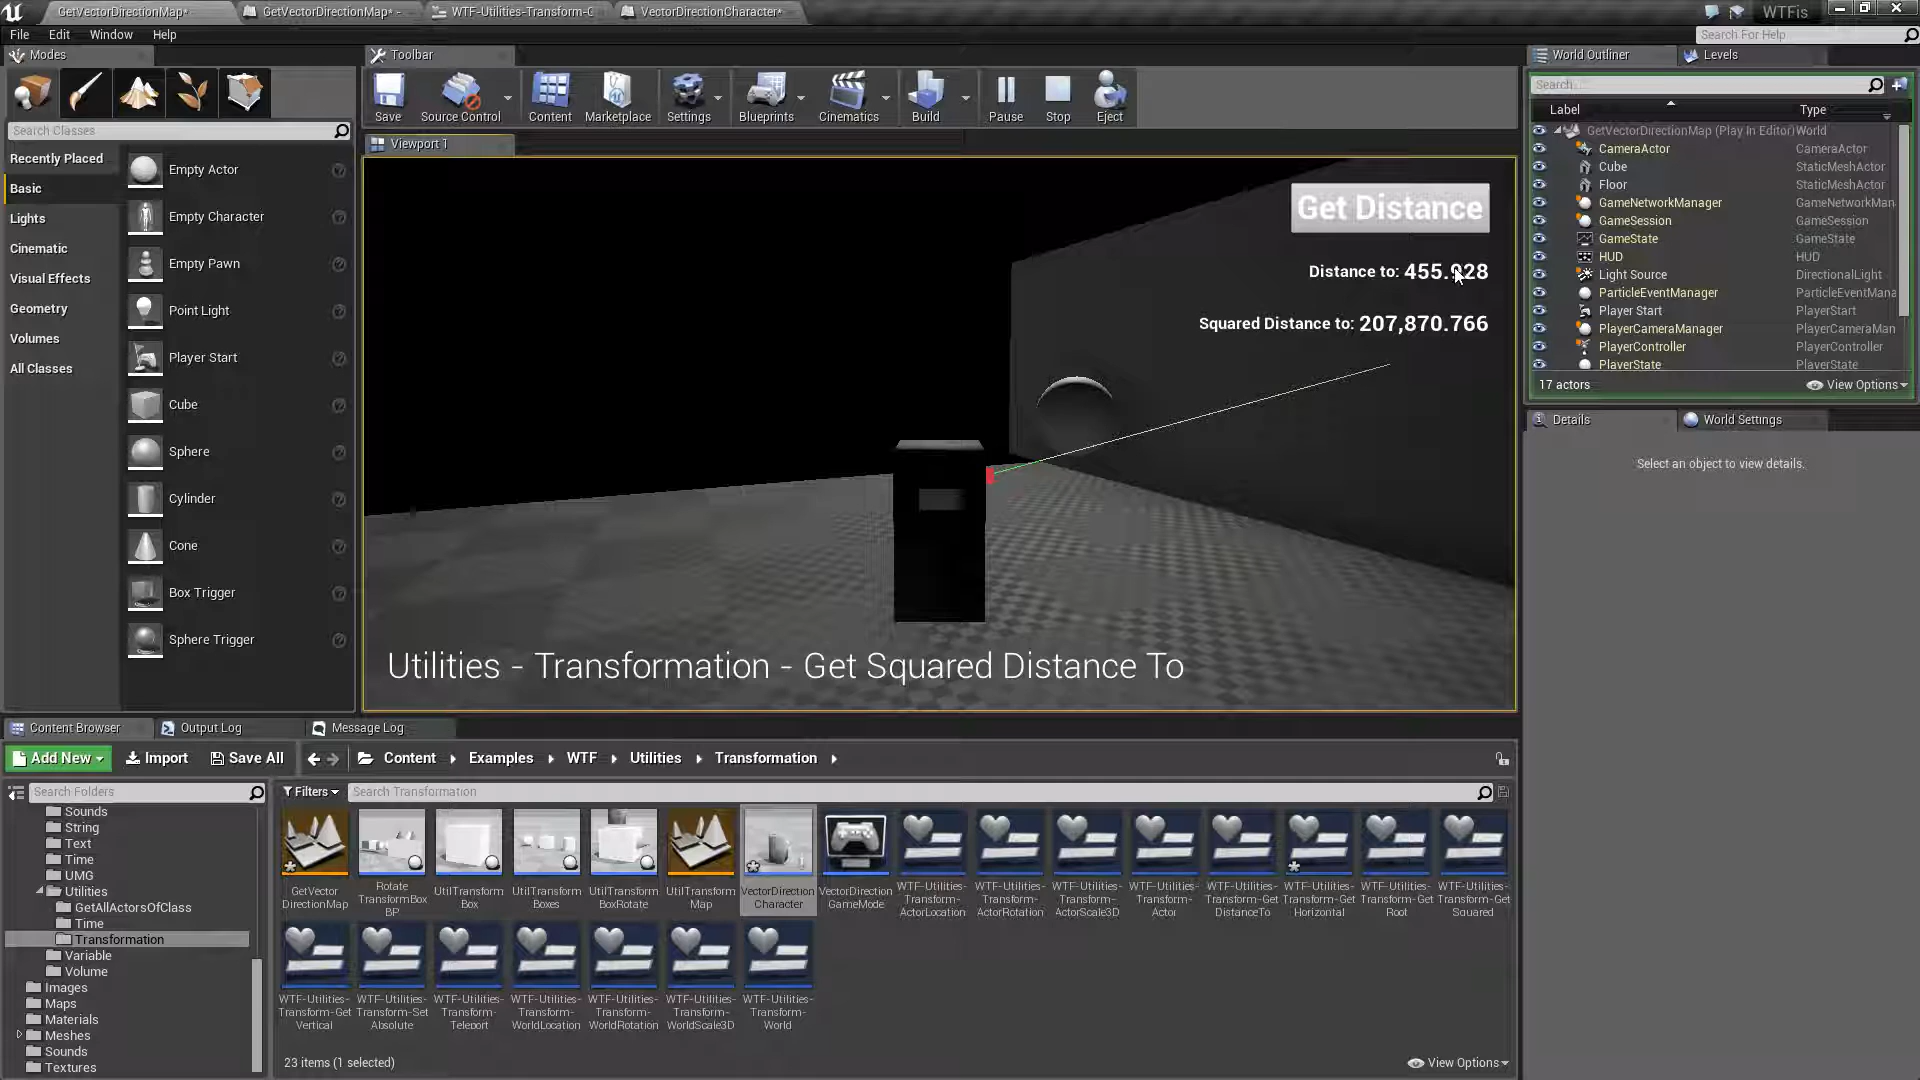 GetVectorDirectionMap*
GetVectorDirectionMap* -
WTF-Utilities-Transform-G
VectorDirectionCharacter*
WTFis
File
Edit
Window
Help
Search For Help
Modes
Toolbar
World Outliner
Levels
Save
Source Control
Content
Marketplace
Settings
Blueprints
Cinematics
Build
Pause
Stop
Eject
Search Classes
Viewport 1
Recently Placed
Basic
Lights
Cinematic
Visual Effects
Geometry
Volumes
All Classes
Empty Actor
Empty Character
Empty Pawn
Point Light
Player Start
Cube
Sphere
Cylinder
Cone
Box Trigger
Sphere Trigger
Get Distance
Distance to: 455.928
Squared Distance to: 207,870.766
Utilities - Transformation - Get Squared Distance To
Search...
Label Type
GetVectorDirectionMap (Play In Editor) World
CameraActor CameraActor
Cube StaticMeshActor
Floor StaticMeshActor
GameNetworkManager GameNetworkMan
GameSession GameSession
GameState GameState
HUD HUD
Light Source DirectionalLight
ParticleEventManager ParticleEventMana
Player Start PlayerStart
PlayerCameraManager PlayerCameraMan
PlayerController PlayerController
PlayerState PlayerState
17 actors
View Options
Details
World Settings
Select an object to view details.
Content Browser
Output Log
Message Log
Add New
Import
Save All
Content
Examples
WTF
Utilities
Transformation
Search Folders
Filters
Search Transformation
Sounds
String
Text
Time
UMG
Utilities
GetAllActorsOfClass
Time
Transformation
Variable
Volume
Images
Maps
Materials
Meshes
Sounds
Textures
GetVector
DirectionMap
Rotate
TransformBox
BP
UtilTransform
Box
UtilTransform
Boxes
UtilTransform
BoxRotate
UtilTransform
Map
VectorDirection
Character
VectorDirection
GameMode
WTF-Utilities-
Transform-
ActorLocation
WTF-Utilities-
Transform-
ActorRotation
WTF-Utilities-
Transform-
ActorScale3D
WTF-Utilities-
Transform-
Actor
WTF-Utilities-
Transform-Get
DistanceTo
WTF-Utilities-
Transform-Get
Horizontal
WTF-Utilities-
Transform-Get
Root
WTF-Utilities-
Transform-Get
Squared
WTF-Utilities-
Transform-Get
Vertical
WTF-Utilities-
Transform-Set
Absolute
WTF-Utilities-
Transform-
Teleport
WTF-Utilities-
Transform-
WorldLocation
WTF-Utilities-
Transform-
WorldRotation
WTF-Utilities-
Transform-
WorldScale3D
WTF-Utilities-
Transform-
World
23 items (1 selected)
View Options